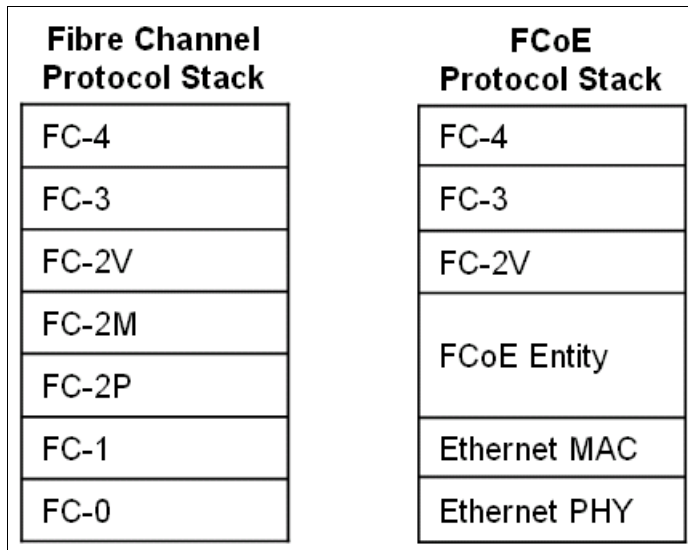 Fibre Channel
Protocol Stack
FC-4
FC-3
FC-2V
FC-2M
FC-2P
FC-1
FC-0
FCoE
Protocol Stack
FC-4
FC-3
FC-2V
FCoE Entity
Ethernet MAC
Ethernet PHY